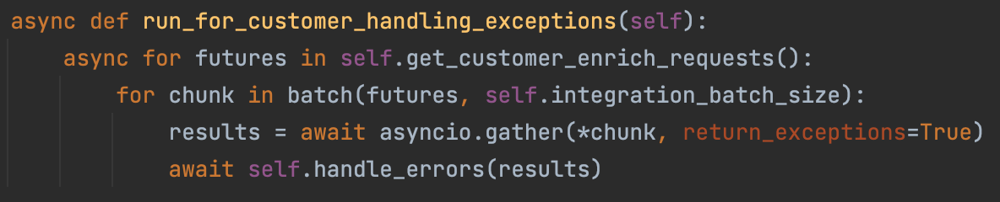 async def run_for_customer_handling_exceptions(self):
    async for futures in self.get_customer_enrich_requests():
        for chunk in batch(futures, self.integration_batch_size):
            results = await asyncio.gather(*chunk, return_exceptions=True)
            await self.handle_errors(results)